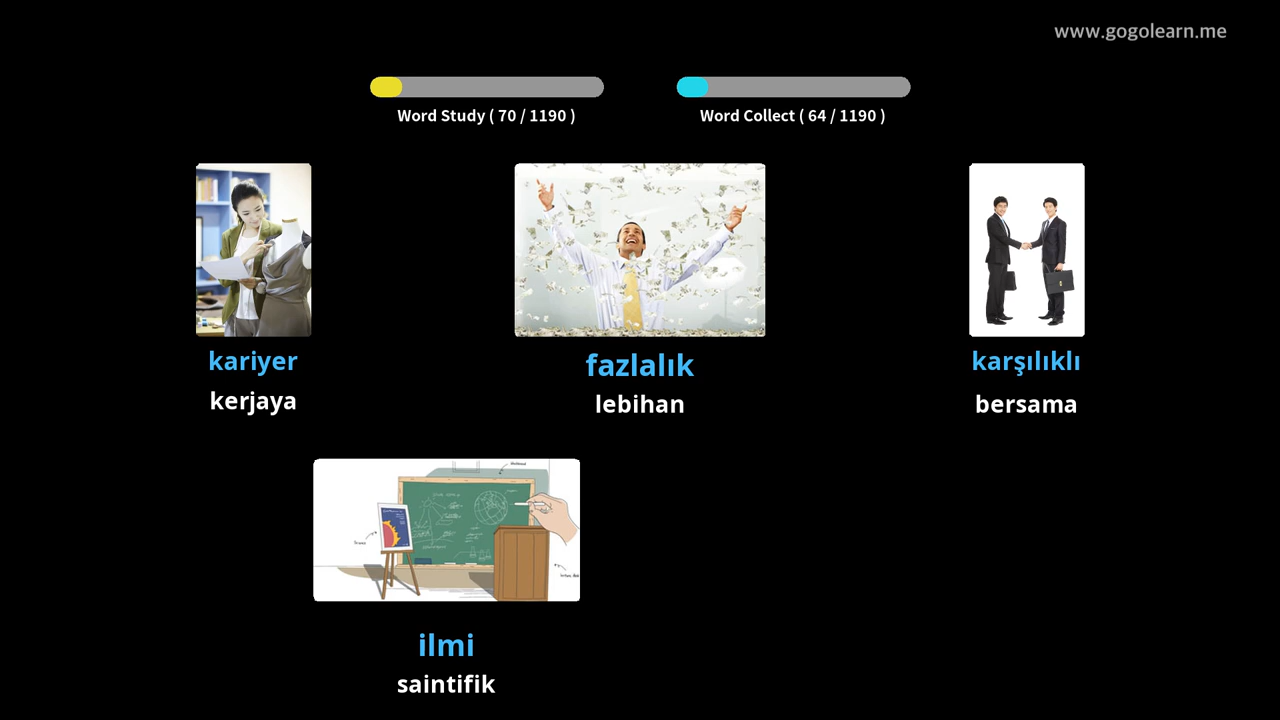 www.gogolearn.me
Word Study ( 70 / 1190 )
Word Collect ( 64 / 1190 )
kariyer
kerjaya
fazlalık
lebihan
karşılıklı
bersama
ilmi
saintifik